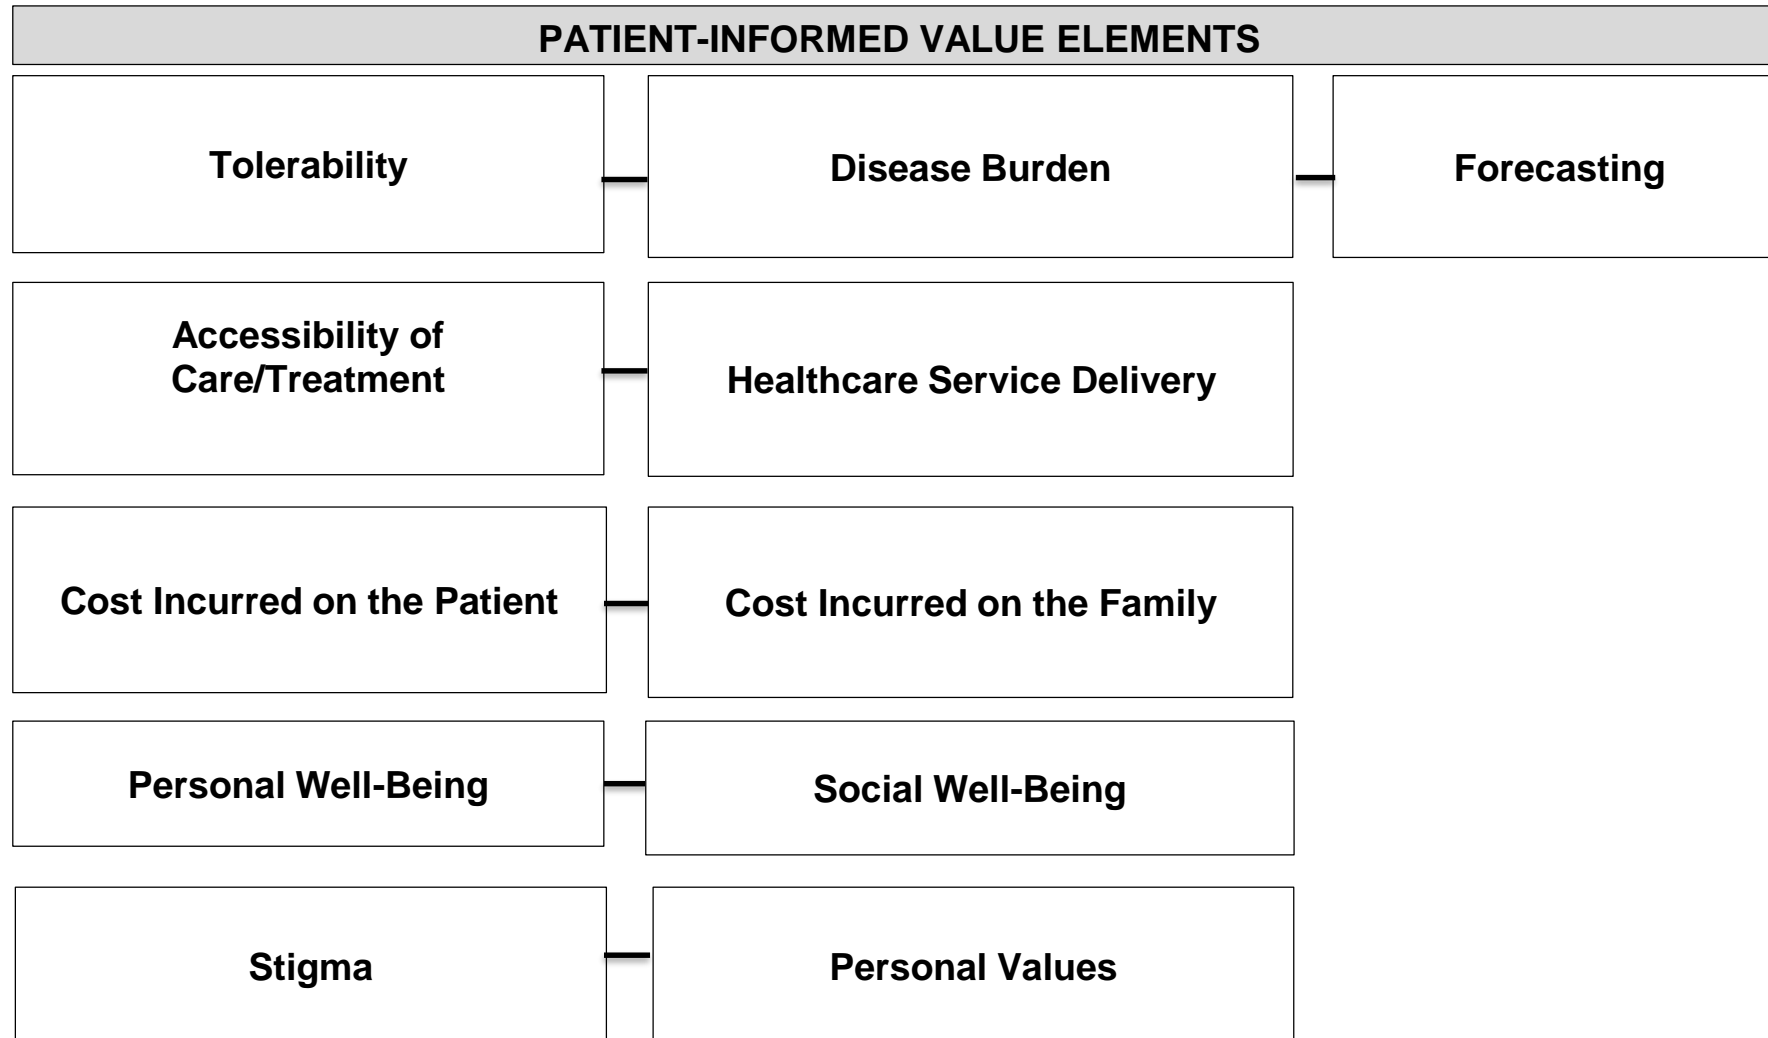 PATIENT-INFORMED VALUE ELEMENTS
Tolerability
Disease Burden
Forecasting
Accessibility of
Care/Treatment
Healthcare Service Delivery
Cost Incurred on the Patient
Cost Incurred on the Family
Personal Well-Being
Social Well-Being
Stigma
Personal Values